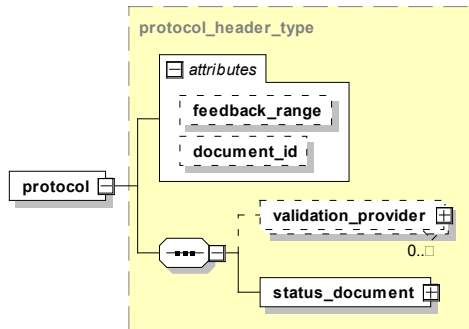 protocol_header_type
attributes
feedback_range
document_id
protocol
validation_provider
0..□
status_document